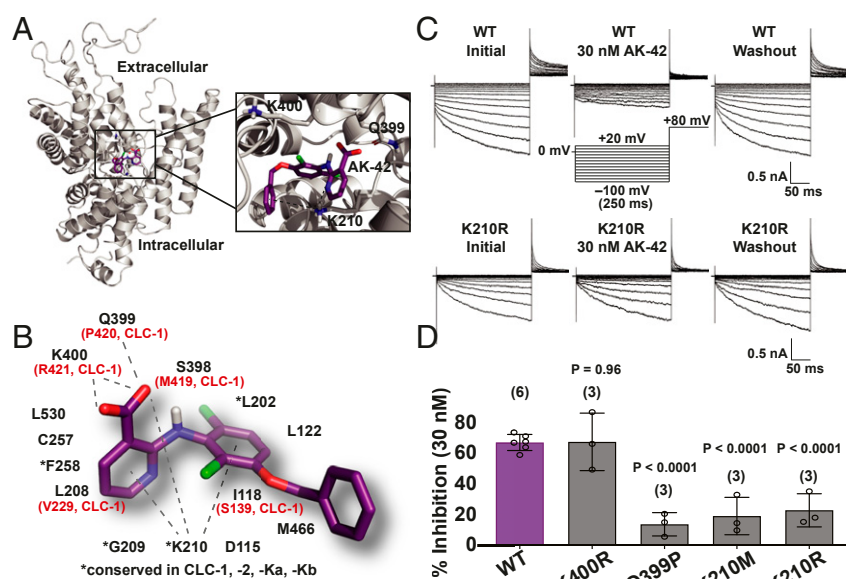 A
Extracellular
Intracellular
K400
Q399
AK-42
K210
B
Q399
(P420, CLC-1)
K400
(R421, CLC-1)
S398
(M419, CLC-1)
*L202
L530
L122
C257
*F258
L208
(V229, CLC-1)
I118
(S139, CLC-1)
M466
*G209
*K210
D115
*conserved in CLC-1, -2, -Ka, -Kb
C
WT
Initial
WT
30 nM AK-42
WT
Washout
+80 mV
+20 mV
0 mV
–100 mV
(250 ms)
0.5 nA
50 ms
K210R
Initial
K210R
30 nM AK-42
K210R
Washout
0.5 nA
50 ms
D
% Inhibition (30 nM)
80
60
40
20
0
(6)
P = 0.96
(3)
P < 0.0001
(3)
P < 0.0001
(3)
P < 0.0001
(3)
WT
K400R
Q399P
K210M
K210R